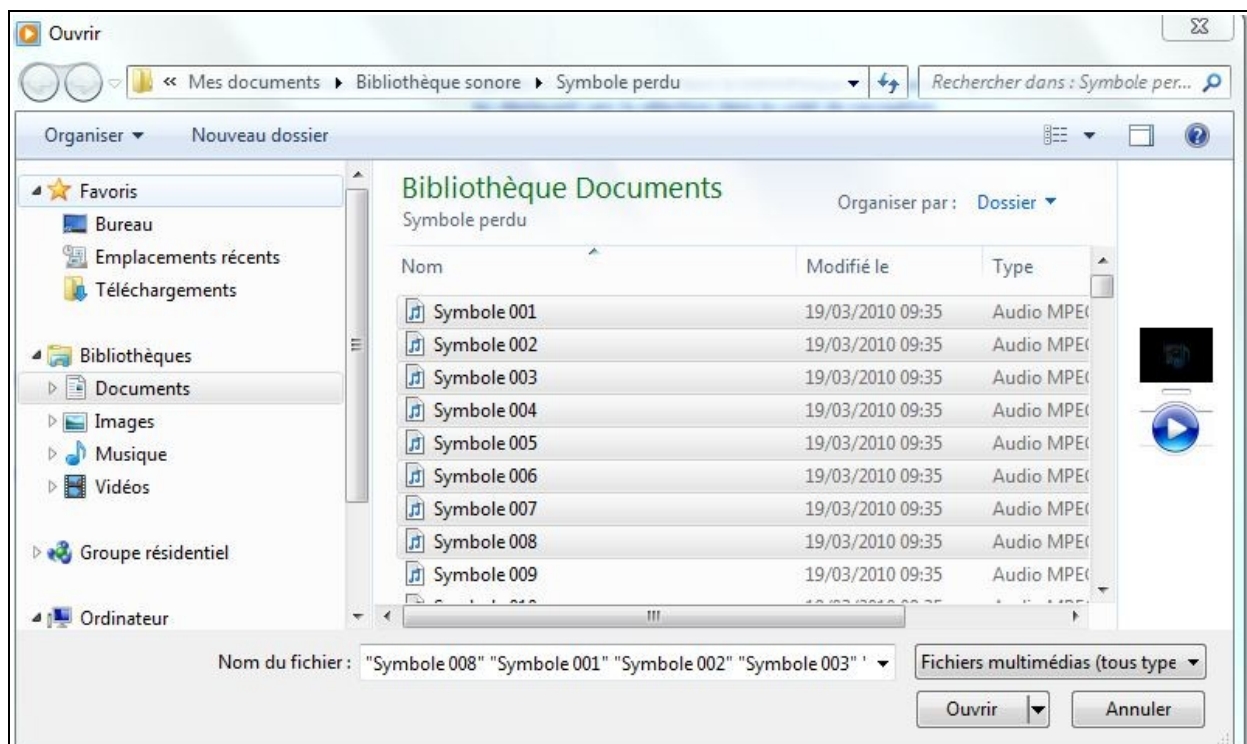 Ouvrir
« Mes documents Bibliothèque sonore Symbole perdu Rechercher dans : Symbole per...
Organiser Nouveau dossier
Favoris
Bureau
Emplacements récents
Téléchargements
Bibliothèques
Documents
Images
Musique
Vidéos
Groupe résidentiel
Ordinateur
Bibliothèque Documents
Symbole perdu
Organiser par : Dossier
Nom Modifié le Type
Symbole 001 19/03/2010 09:35 Audio MPE
Symbole 002 19/03/2010 09:35 Audio MPE
Symbole 003 19/03/2010 09:35 Audio MPE
Symbole 004 19/03/2010 09:35 Audio MPE
Symbole 005 19/03/2010 09:35 Audio MPE
Symbole 006 19/03/2010 09:35 Audio MPE
Symbole 007 19/03/2010 09:35 Audio MPE
Symbole 008 19/03/2010 09:35 Audio MPE
Symbole 009 19/03/2010 09:35 Audio MPE
Nom du fichier : "Symbole 008" "Symbole 001" "Symbole 002" "Symbole 003" ' Fichiers multimédias (tous type
Ouvrir Annuler